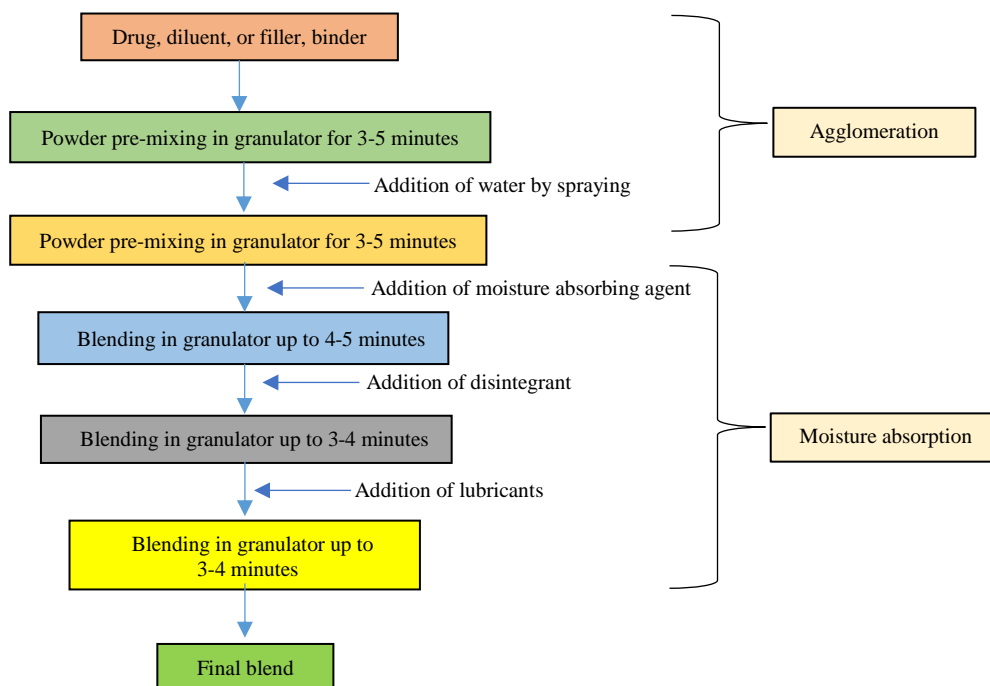 Drug, diluent, or filler, binder
Powder pre-mixing in granulator for 3-5 minutes
Agglomeration
Addition of water by spraying
Powder pre-mixing in granulator for 3-5 minutes
Addition of moisture absorbing agent
Blending in granulator up to 4-5 minutes
Addition of disintegrant
Blending in granulator up to 3-4 minutes
Moisture absorption
Addition of lubricants
Blending in granulator up to
3-4 minutes
Final blend